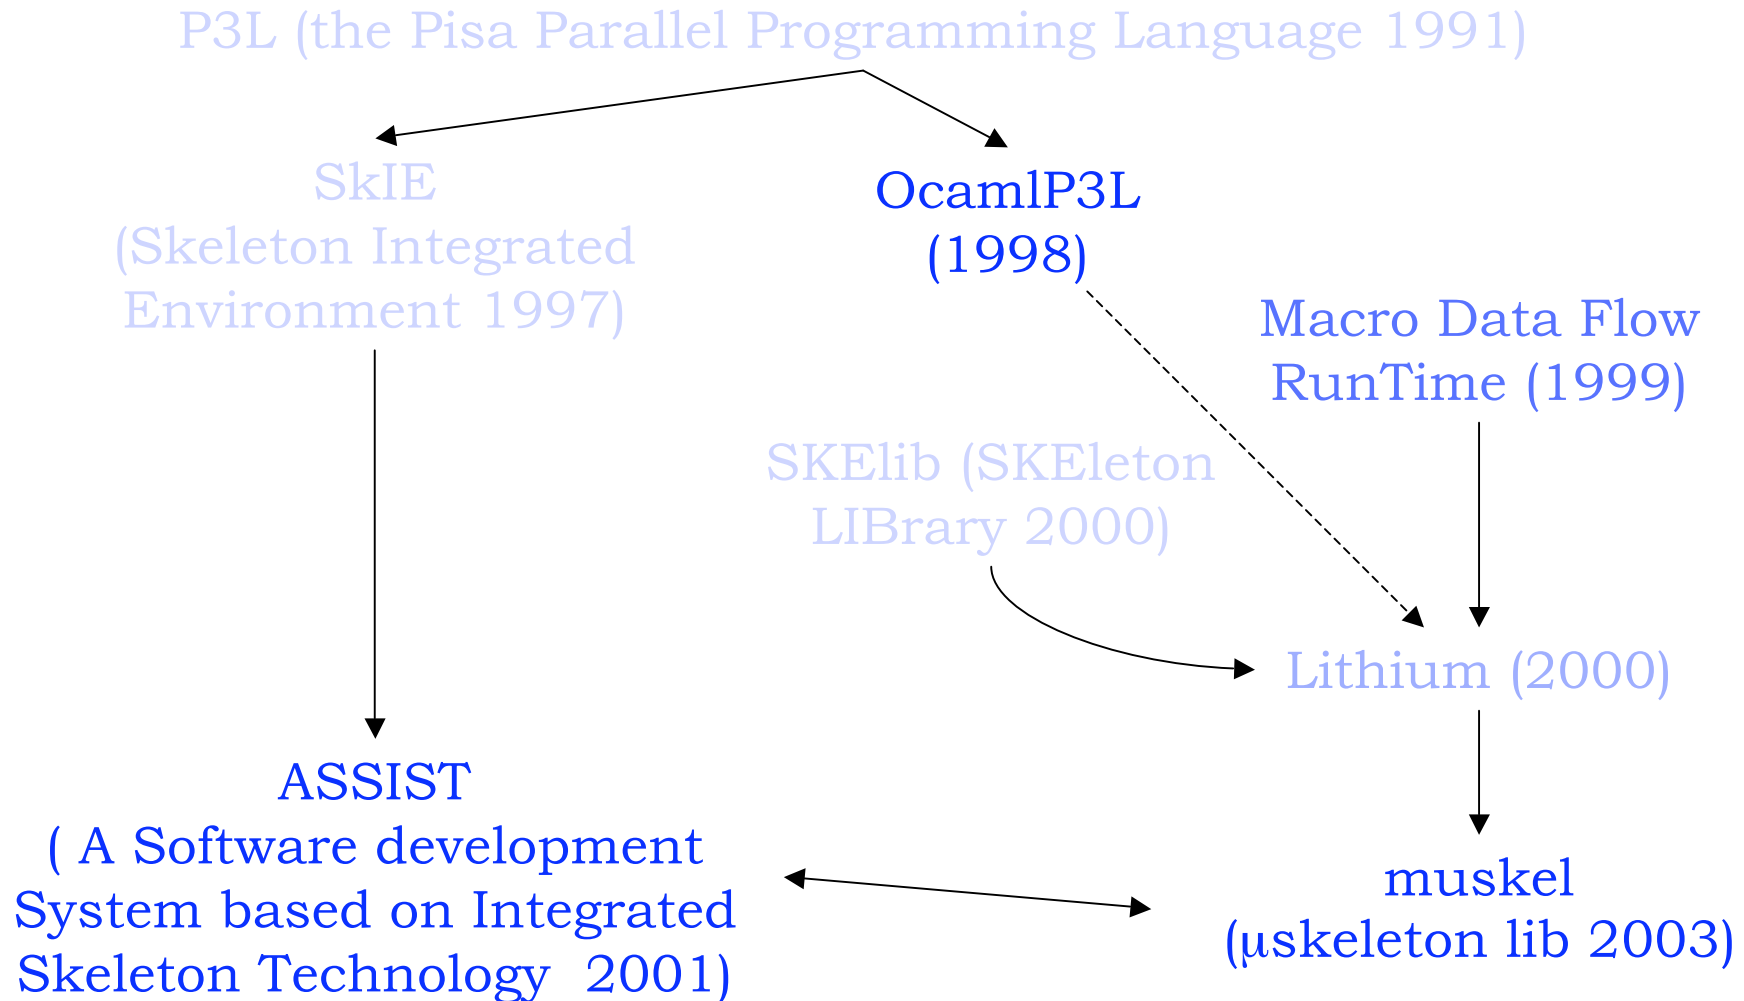 P3L (the Pisa Parallel Programming Language 1991)
SkIE
(Skeleton Integrated
Environment 1997)
OcamlP3L
(1998)
Macro Data Flow
RunTime (1999)
SKElib (SKEleton
LIBrary 2000)
Lithium (2000)
ASSIST
( A Software development
System based on Integrated
Skeleton Technology  2001)
muskel
(μskeleton lib 2003)